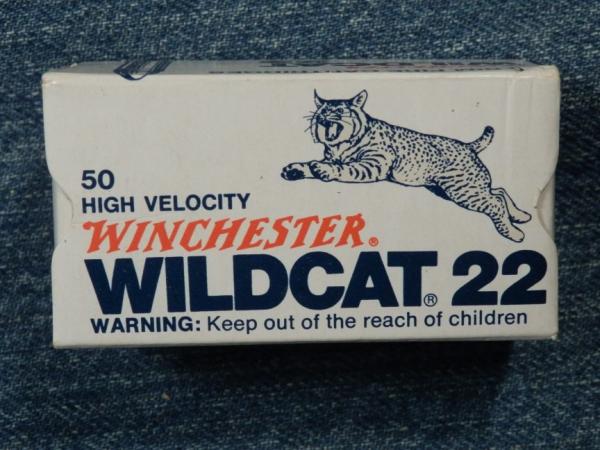 50
HIGH VELOCITY
WINCHESTER®
WILDCAT® 22
WARNING: Keep out of the reach of children